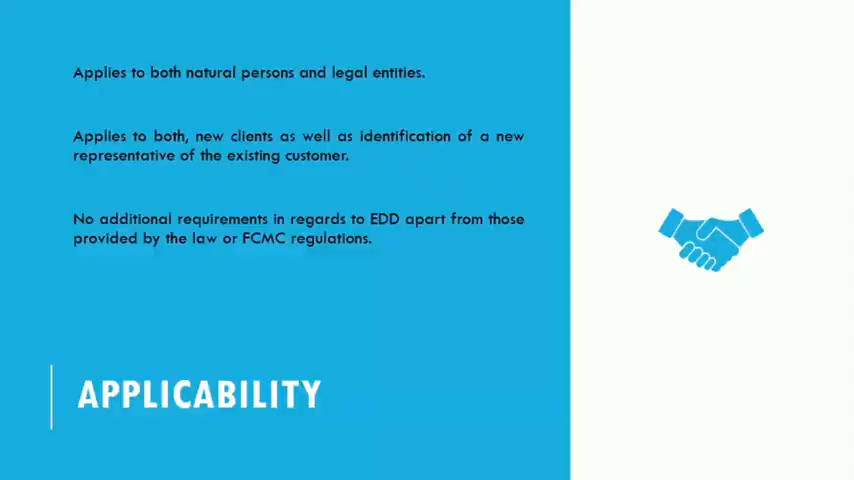 Applies to both natural persons and legal entities.
Applies to both, new clients as well as identification of a new
representative of the existing customer.
No additional requirements in regards to EDD apart from those
provided by the law or FCMC regulations.
APPLICABILITY